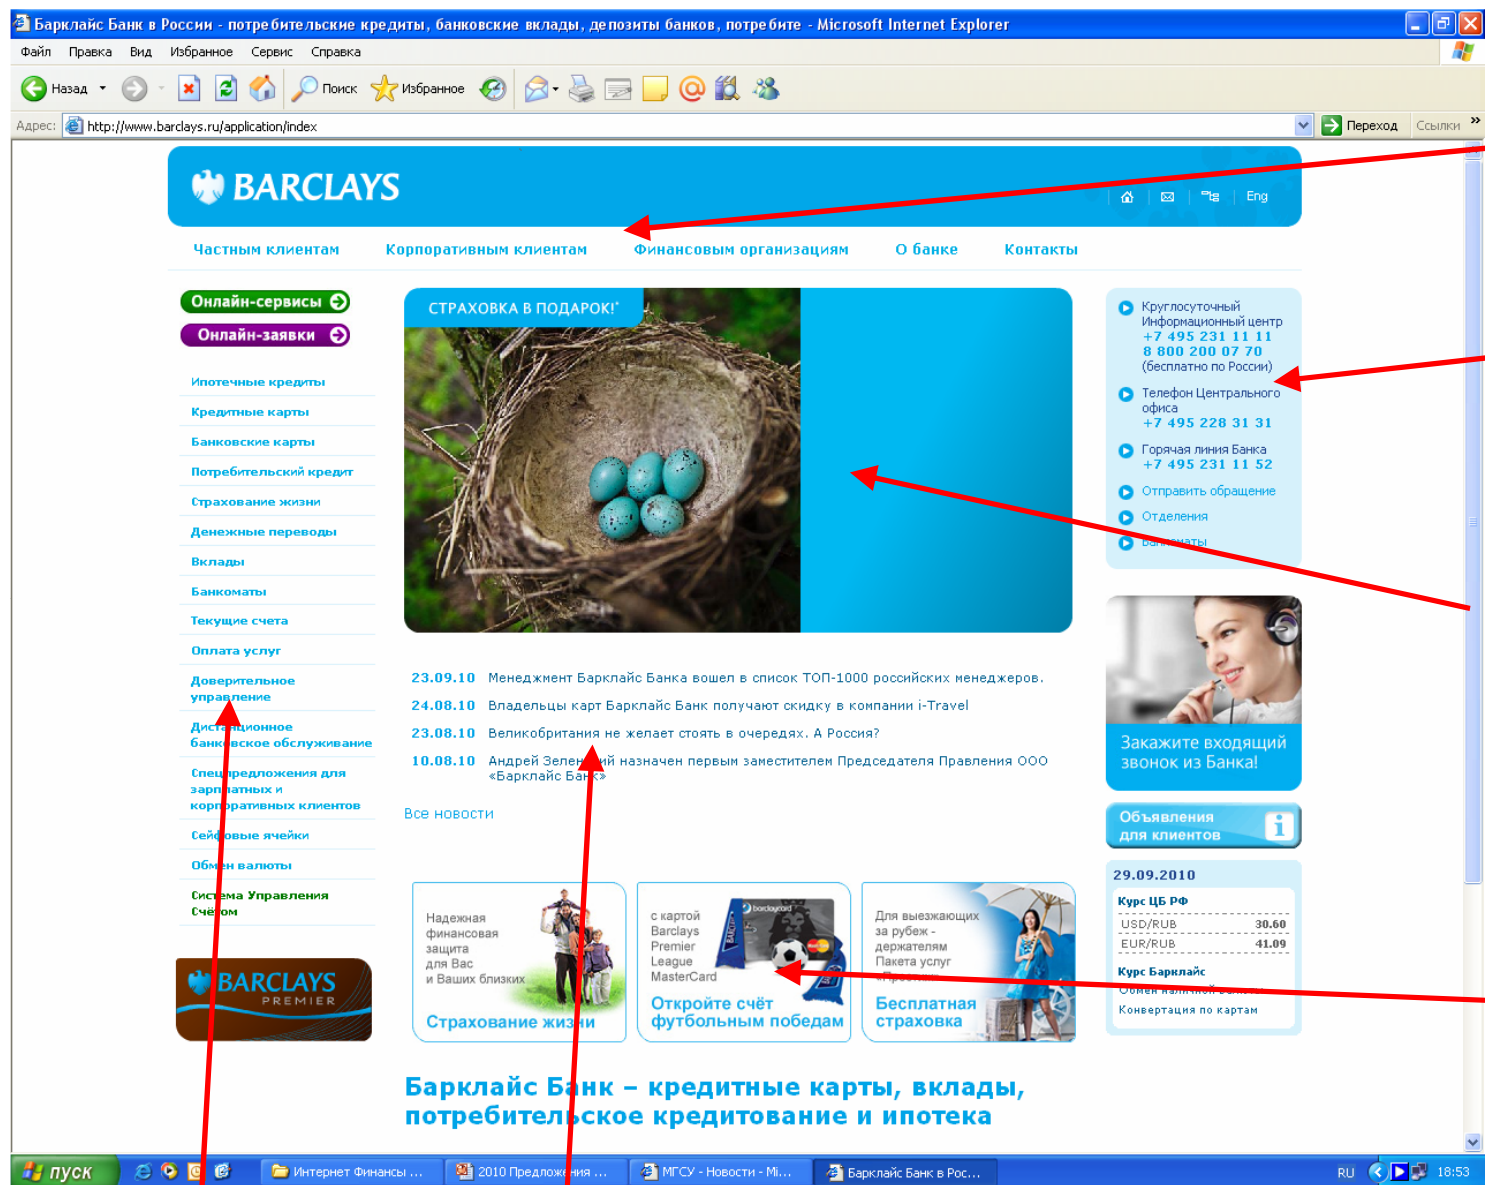 Барклайс Банк в России - потребительские кредиты, банковские вклады, депозиты банков, потребите - Microsoft Internet Explorer
Файл Правка Вид Избранное Сервис Справка
Назад Поиск Избранное
Адрес: http://www.barclays.ru/application/index Переход Ссылки »
BARCLAYS
Eng
Частным клиентам Корпоративным клиентам Финансовым организациям О банке Контакты
Онлайн-сервисы
Онлайн-заявки
Ипотечные кредиты
Кредитные карты
Банковские карты
Потребительский кредит
Страхование жизни
Денежные переводы
Вклады
Банкоматы
Текущие счета
Оплата услуг
Доверительное
управление
Дистанционное
банковское обслуживание
Спецпредложения для
зарплатных и
корпоративных клиентов
Сейфовые ячейки
Обмен валюты
Система Управления
Счётом
BARCLAYS
PREMIER
СТРАХОВКА В ПОДАРОК!*
23.09.10 Менеджмент Барклайс Банка вошел в список ТОП-1000 российских менеджеров.
24.08.10 Владельцы карт Барклайс Банк получают скидку в компании i-Travel
23.08.10 Великобритания не желает стоять в очередях. А Россия?
10.08.10 Андрей Зеленский назначен первым заместителем Председателя Правления ООО
«Барклайс Банк»
Все новости
Надежная
финансовая
защита
для Вас
и Ваших близких
Страхование жизни
с картой
Barclays
Premier
League
MasterCard
barclaycard
BARCLAYS
MasterCard
Откройте счёт
футбольным победам
Для выезжающих
за рубеж -
держателям
Пакета услуг
Бесплатная
страховка
Барклайс Банк – кредитные карты, вклады,
потребительское кредитование и ипотека
Круглосуточный
Информационный центр
+7 495 231 11 11
8 800 200 07 70
(бесплатно по России)
Телефон Центрального
офиса
+7 495 228 31 31
Горячая линия Банка
+7 495 231 11 52
Отправить обращение
Отделения
Банкоматы
Закажите входящий
звонок из Банка!
Объявления
для клиентов
29.09.2010
Курс ЦБ РФ
USD/RUB 30.60
EUR/RUB 41.09
Курс Барклайс
Обмен наличной валюты
Конвертация по картам
пуск Интернет Финансы ... 2010 Предложения ... МГСУ - Новости - Mi... Барклайс Банк в Рос... RU 18:53